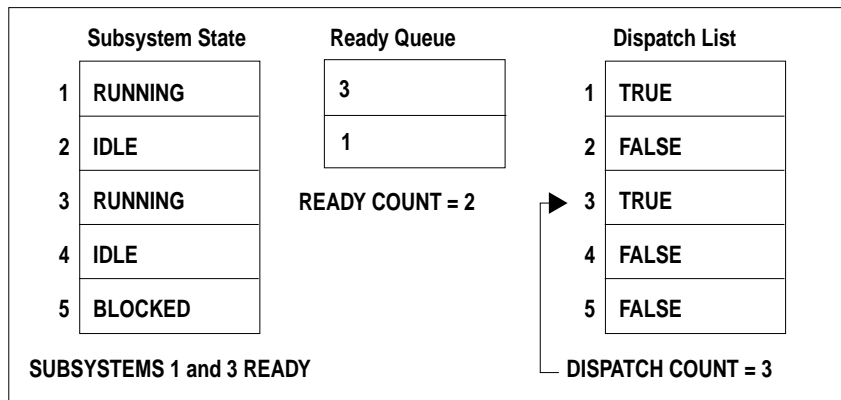 Subsystem State
1 RUNNING
2 IDLE
3 RUNNING
4 IDLE
5 BLOCKED
SUBSYSTEMS 1 and 3 READY
Ready Queue
3
1
READY COUNT = 2
Dispatch List
1 TRUE
2 FALSE
3 TRUE
4 FALSE
5 FALSE
DISPATCH COUNT = 3